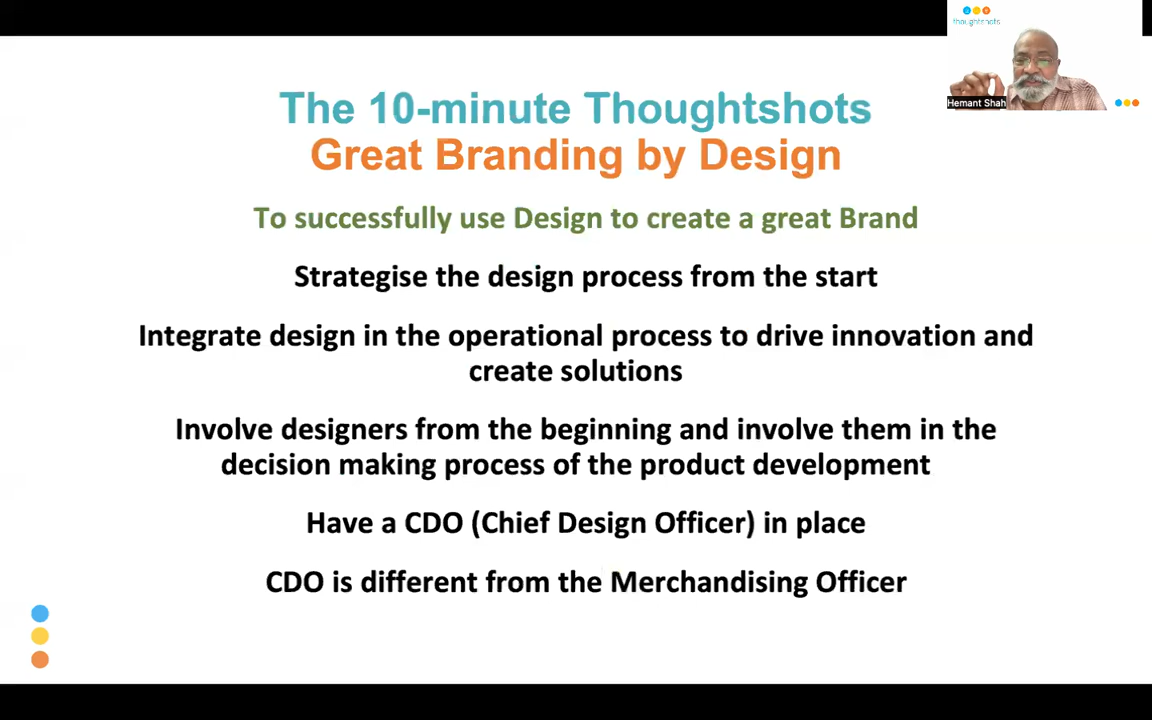 thoughtshots
Hemant Shah
The 10-minute Thoughtshots
Great Branding by Design
To successfully use Design to create a great Brand
Strategise the design process from the start
Integrate design in the operational process to drive innovation and
create solutions
Involve designers from the beginning and involve them in the
decision making process of the product development
Have a CDO (Chief Design Officer) in place
CDO is different from the Merchandising Officer